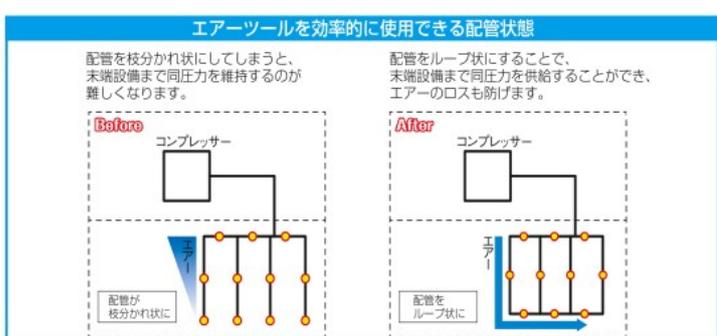 エアーツールを効率的に使用できる配管状態
配管を枝分かれ状にしてしまうと、
末端設備まで同圧力を維持するのが
難しくなります。
Before
コンプレッサー
エアー
配管が
枝分かれ状に
配管をループ状にすることで、
末端設備まで同圧力を供給することができ、
エアーのロスも防げます。
After
コンプレッサー
エアー
配管を
ループ状に